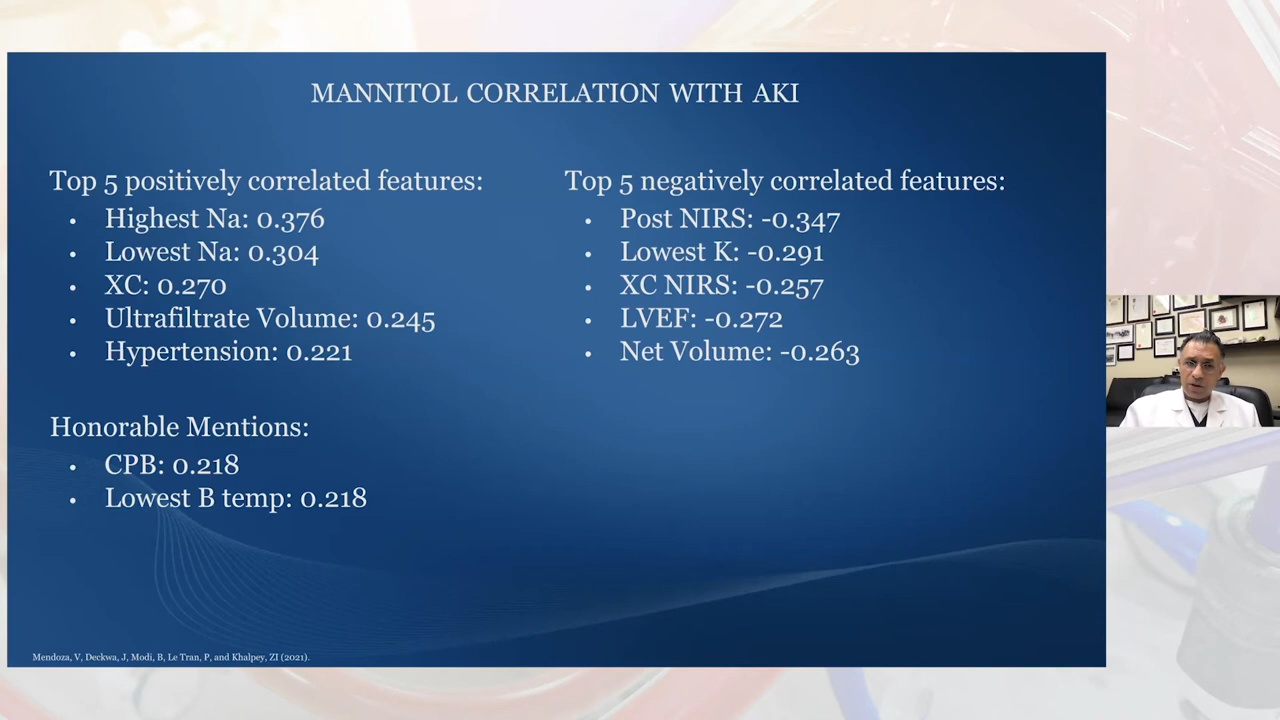 MANNITOL CORRELATION WITH AKI
Top 5 positively correlated features:
• Highest Na: 0.376
• Lowest Na: 0.304
• XC: 0.270
• Ultrafiltrate Volume: 0.245
• Hypertension: 0.221
Honorable Mentions:
• CPB: 0.218
• Lowest B temp: 0.218
Top 5 negatively correlated features:
• Post NIRS: -0.347
• Lowest K: -0.291
• XC NIRS: -0.257
• LVEF: -0.272
• Net Volume: -0.263
Mendoza, V, Deckwa, J, Modi, B, Le Tran, P, and Khalpey, ZI (2021).